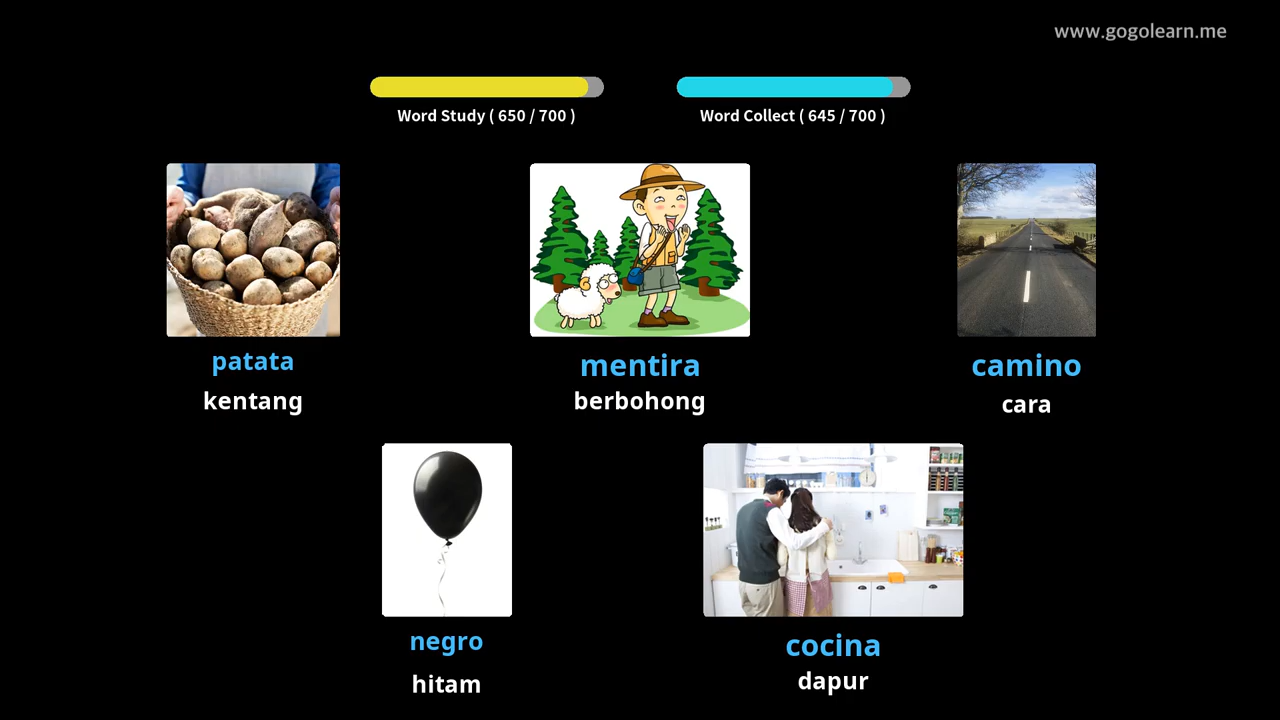 www.gogolearn.me
Word Study ( 650 / 700 )
Word Collect ( 645 / 700 )
patata
kentang
mentira
berbohong
camino
cara
negro
hitam
cocina
dapur